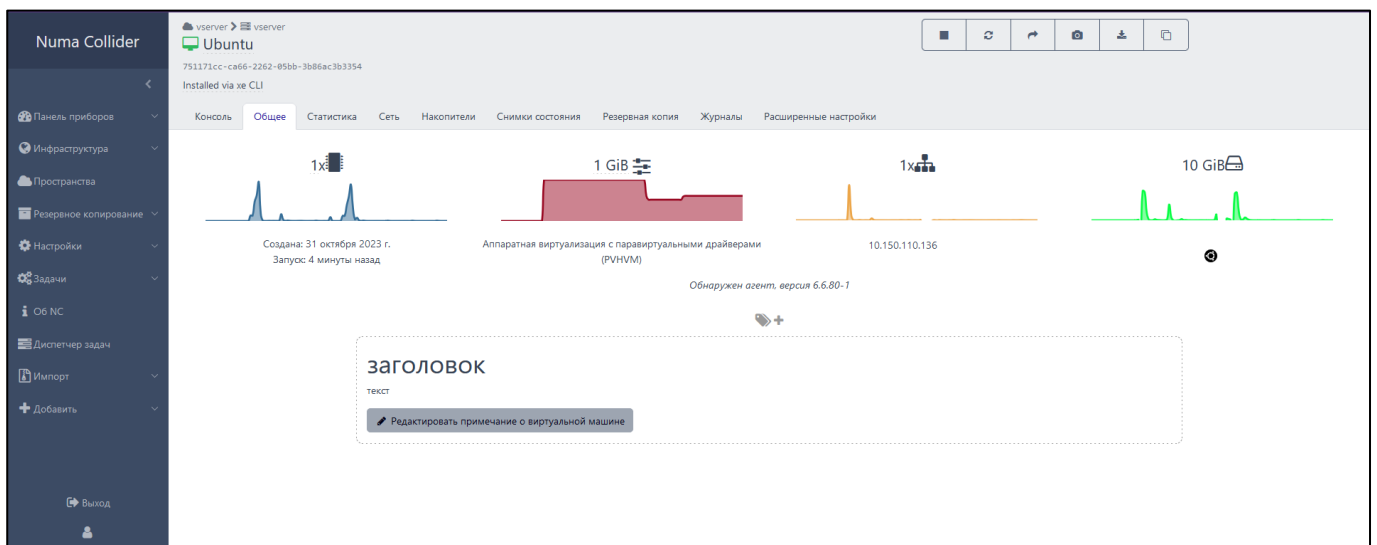 Numa Collider
vserver vserver
Ubuntu
751171cc-ca66-2262-05bb-3b86ac3b3354
Installed via xe CLI
Консоль Общее Статистика Сеть Накопители Снимки состояния Резервная копия Журналы Расширенные настройки
Панель приборов
Инфраструктура
Пространства
Резервное копирование
Настройки
Задачи
Об NC
Диспетчер задач
Импорт
Добавить
Выход
1x
1 GiB
1x
10 GiB
Создана: 31 октября 2023 г.
Запуск: 4 минуты назад
Аппаратная виртуализация с паравиртуальными драйверами
(PVHVM)
10.150.110.136
Обнаружен агент, версия 6.6.80-1
заголовок
текст
Редактировать примечание о виртуальной машине